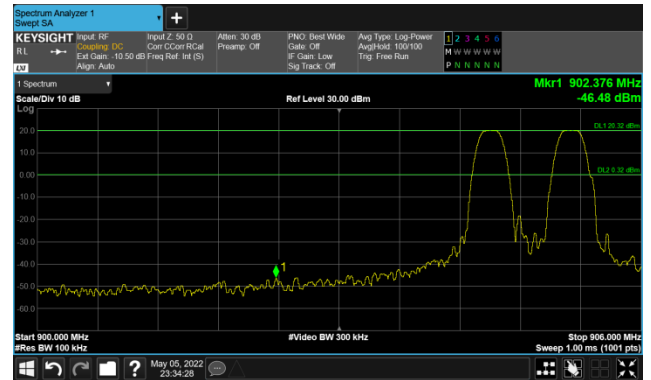 Spectrum Analyzer 1
Swept SA
KEYSIGHT Input: RF Input Z: 50 Ω Atten: 30 dB PNO: Best Wide Avg Type: Log-Power 1 2 3 4 5 6
RL Coupling: DC Corr CCorr RCal Preamp: Off Gate: Off Avg|Hold: 100/100 M W W W W W
Ext Gain: -10.50 dB Freq Ref: Int (S) IF Gain: Low Trig: Free Run
LXI Align: Auto Sig Track: Off P N N N N N
1 Spectrum Mkr1 902.376 MHz
Scale/Div 10 dB Ref Level 30.00 dBm -46.48 dBm
Log
DL1 20.32 dBm
20.0
10.0
DL2 0.32 dBm
0.00
-10.0
-20.0
-30.0
-40.0
1
-50.0
-60.0
Start 900.000 MHz #Video BW 300 kHz Stop 906.000 MHz
#Res BW 100 kHz Sweep 1.00 ms (1001 pts)
May 05, 2022
23:34:28